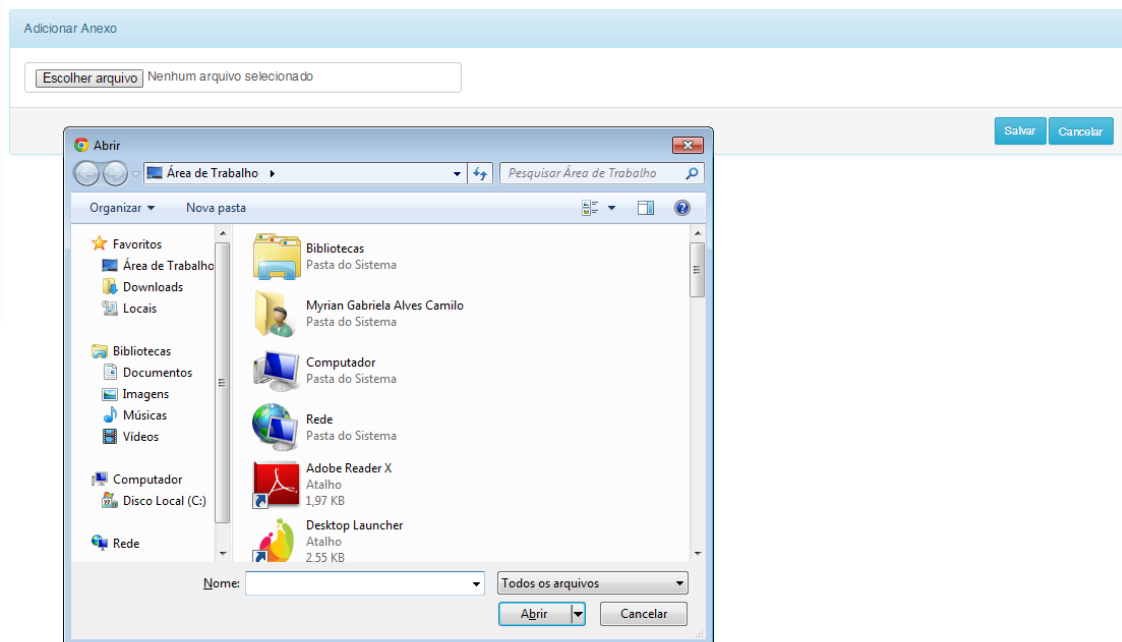 Adicionar Anexo
Escolher arquivo Nenhum arquivo selecionado
Salvar Cancelar
Abrir
Área de Trabalho
Pesquisar Área de Trabalho
Organizar Nova pasta
Favoritos
Área de Trabalho
Downloads
Locais
Bibliotecas
Documentos
Imagens
Músicas
Vídeos
Computador
Disco Local (C:)
Rede
Bibliotecas
Pasta do Sistema
Myrian Gabriela Alves Camilo
Pasta do Sistema
Computador
Pasta do Sistema
Rede
Pasta do Sistema
Adobe Reader X
Atalho
1,97 KB
Desktop Launcher
Atalho
2,55 KB
Nome:
Todos os arquivos
Abrir Cancelar